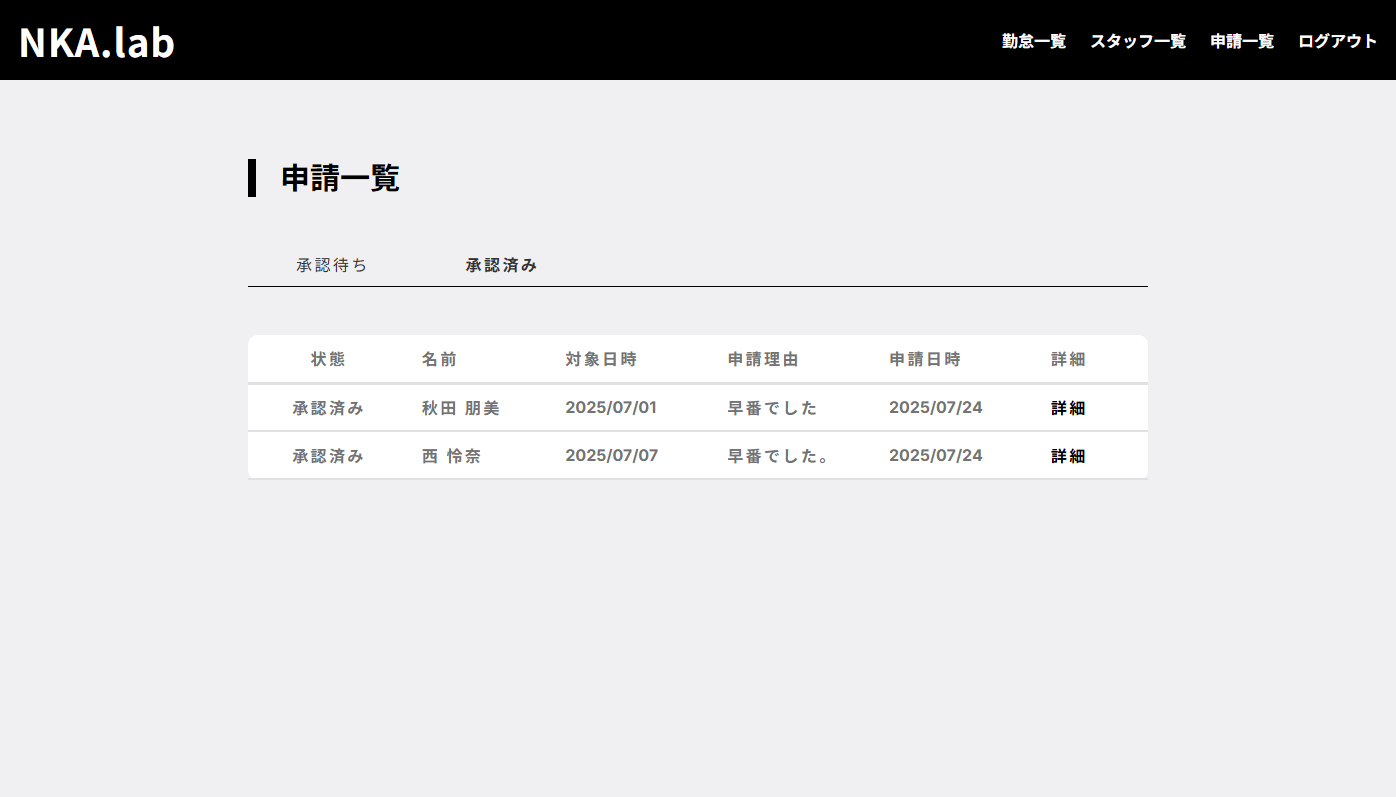 NKA.lab 勤怠一覧 スタッフ一覧 申請一覧 ログアウト
申請一覧
承認待ち 承認済み
状態 名前 対象日時 申請理由 申請日時 詳細
承認済み 秋田 朋美 2025/07/01 早番でした 2025/07/24 詳細
承認済み 西 怜奈 2025/07/07 早番でした。 2025/07/24 詳細